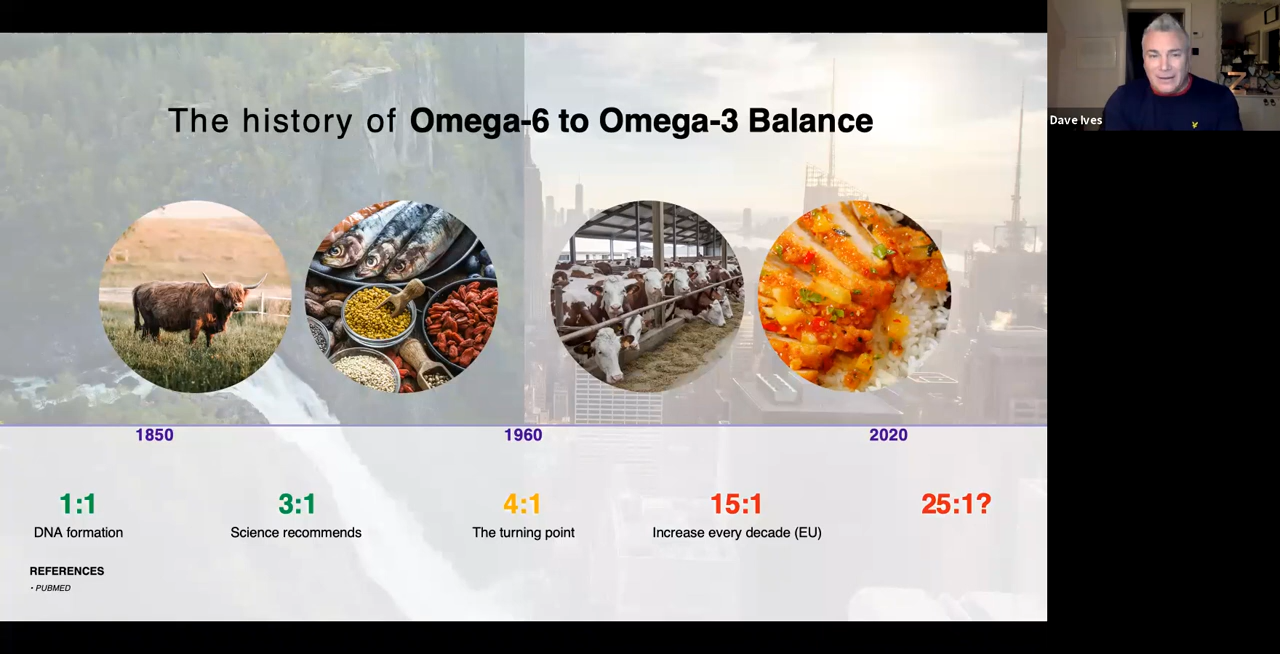 The history of Omega-6 to Omega-3 Balance
Dave Ives
1850
1960
2020
1:1
3:1
4:1
15:1
25:1?
DNA formation
Science recommends
The turning point
Increase every decade (EU)
REFERENCES
- PUBMED